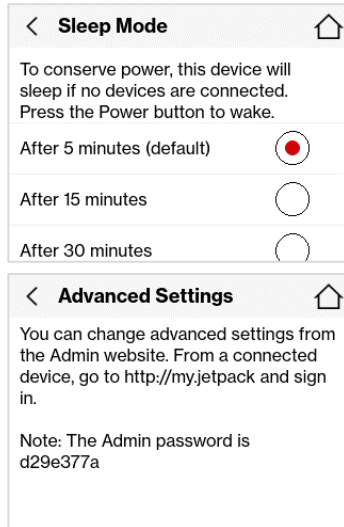 Sleep Mode
To conserve power, this device will
sleep if no devices are connected.
Press the Power button to wake.
After 5 minutes (default)
After 15 minutes
After 30 minutes
Advanced Settings
You can change advanced settings from
the Admin website. From a connected
device, go to http://my.jetpack and sign
in.
Note: The Admin password is
d29e377a